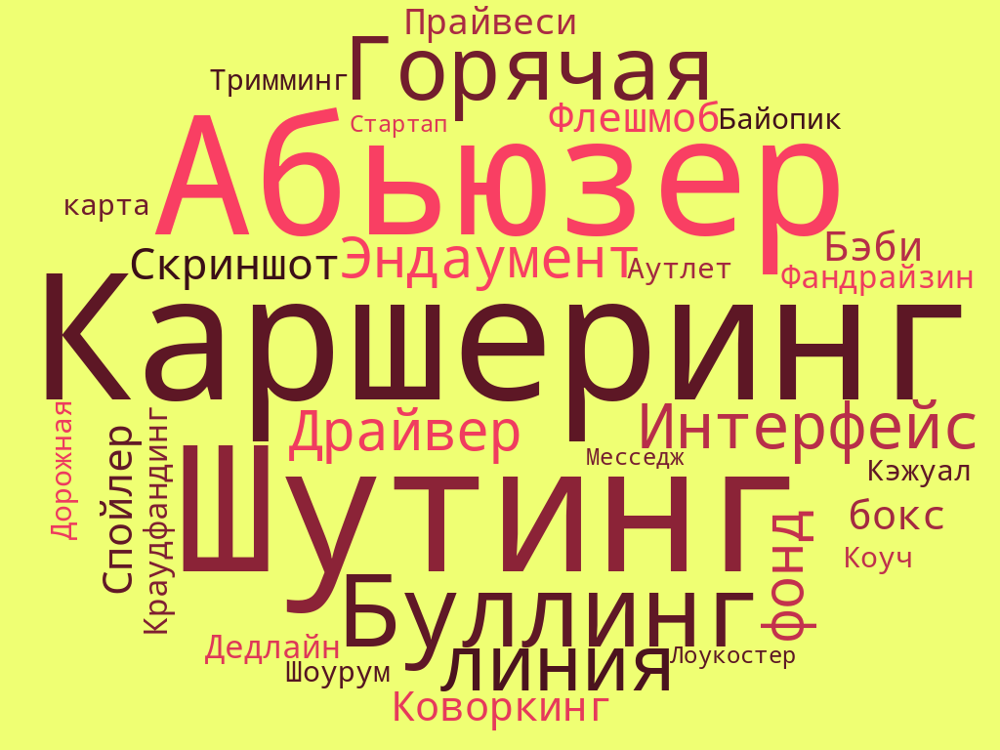 Прайвеси
Горячая
Тримминг
Стартап
Флешмоб
Байопик
Абьюзер
карта
Скриншот
Эндаумент
Аутлет
Бэби
Фандрайзин
Каршеринг
Дорожная
Спойлер
Краудфандинг
Драйвер
Интерфейс
Месседж
Кэжуал
Шутинг
фонд
бокс
Коуч
Буллинг
Дедлайн
линия
Лоукостер
Шоурум
Коворкинг